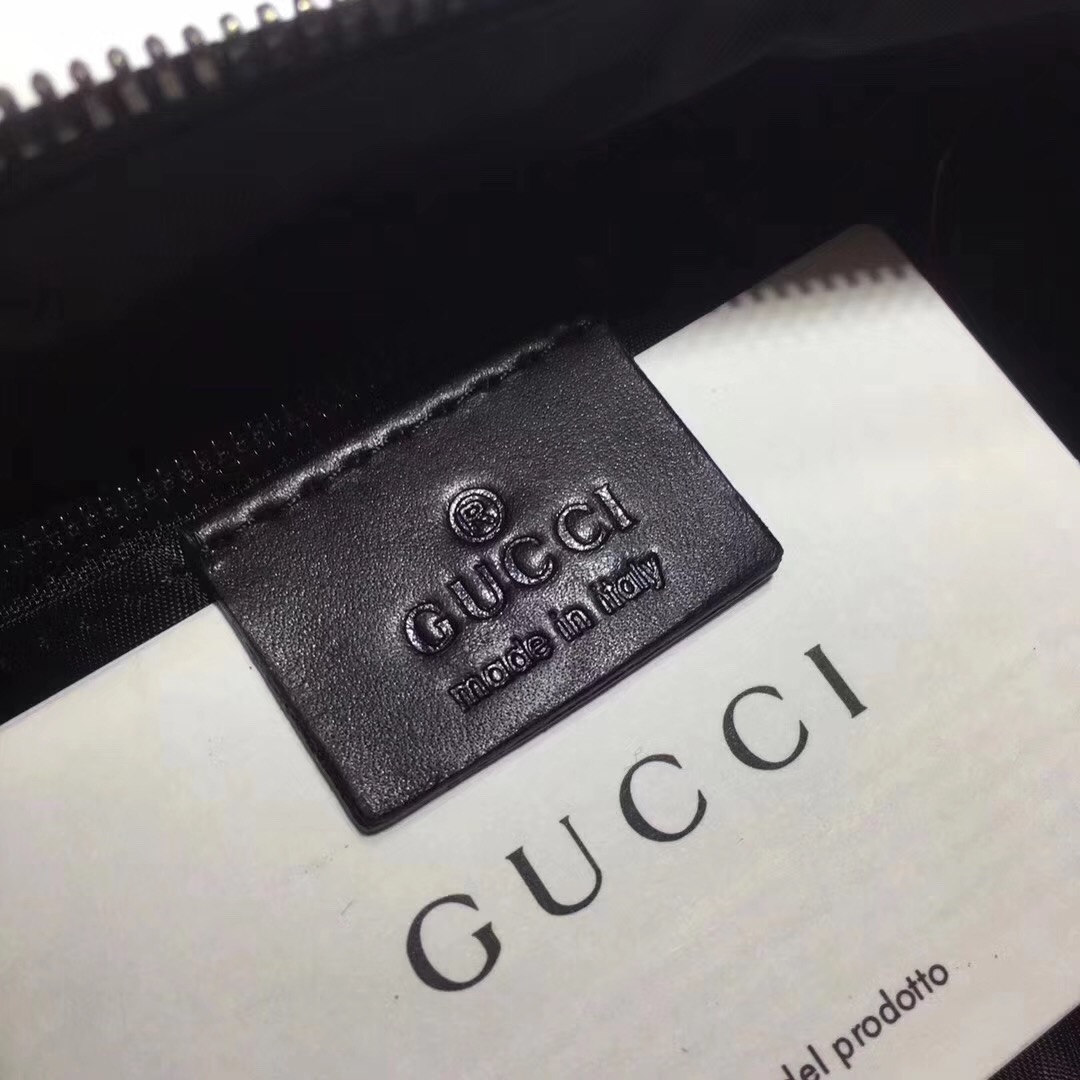 ®
GUCCI
made in italy
GUCCI
del prodotto